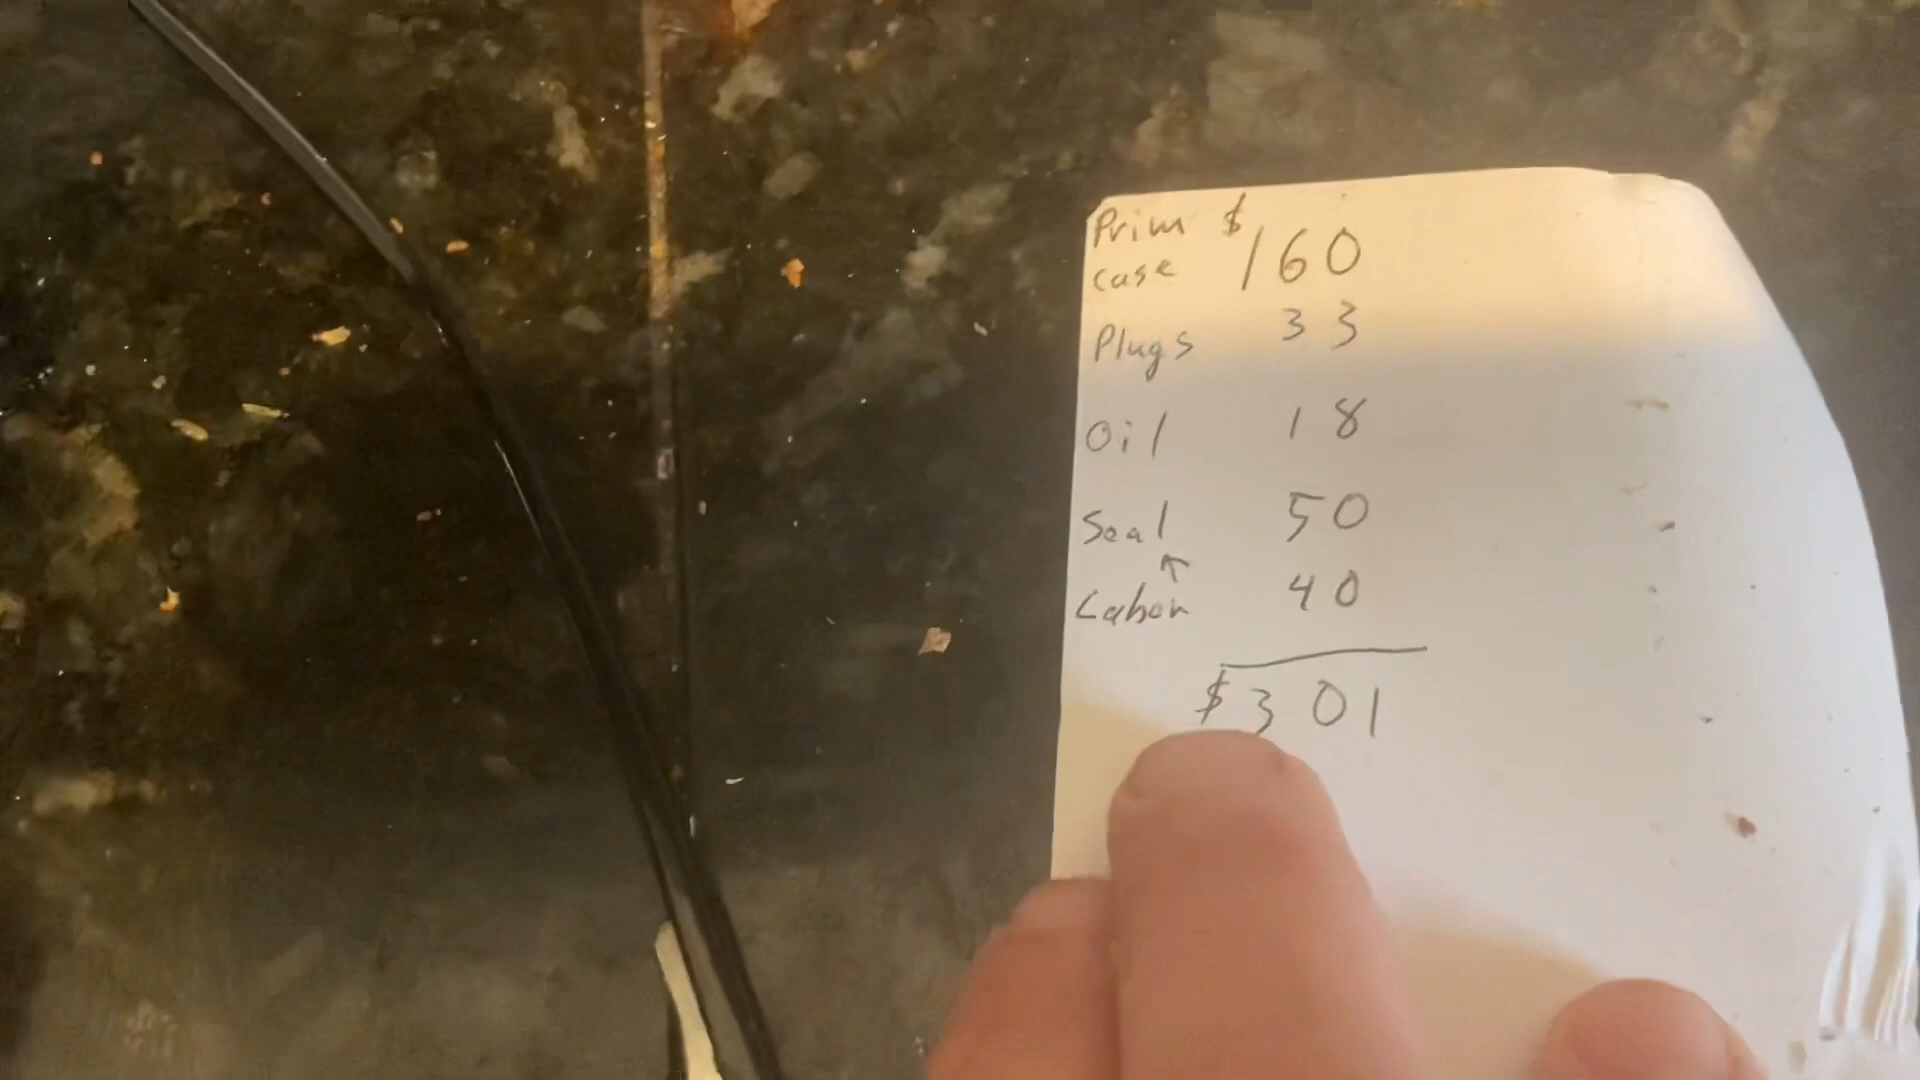 Prim $
case 160
Plugs 33
Oil 18
Seal 50
↑
Labor 40
$301